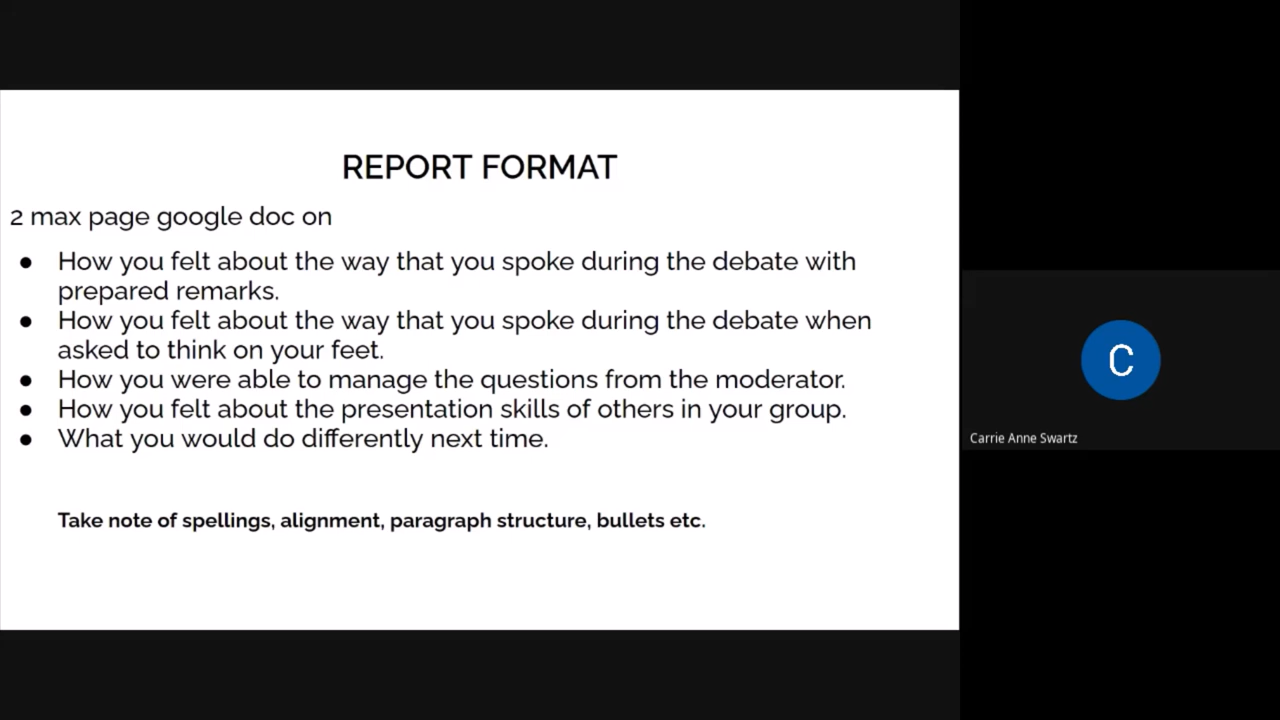 REPORT FORMAT
2 max page google doc on
● How you felt about the way that you spoke during the debate with
prepared remarks.
● How you felt about the way that you spoke during the debate when
asked to think on your feet.
● How you were able to manage the questions from the moderator.
● How you felt about the presentation skills of others in your group.
● What you would do differently next time.
Take note of spellings, alignment, paragraph structure, bullets etc.
C
Carrie Anne Swartz